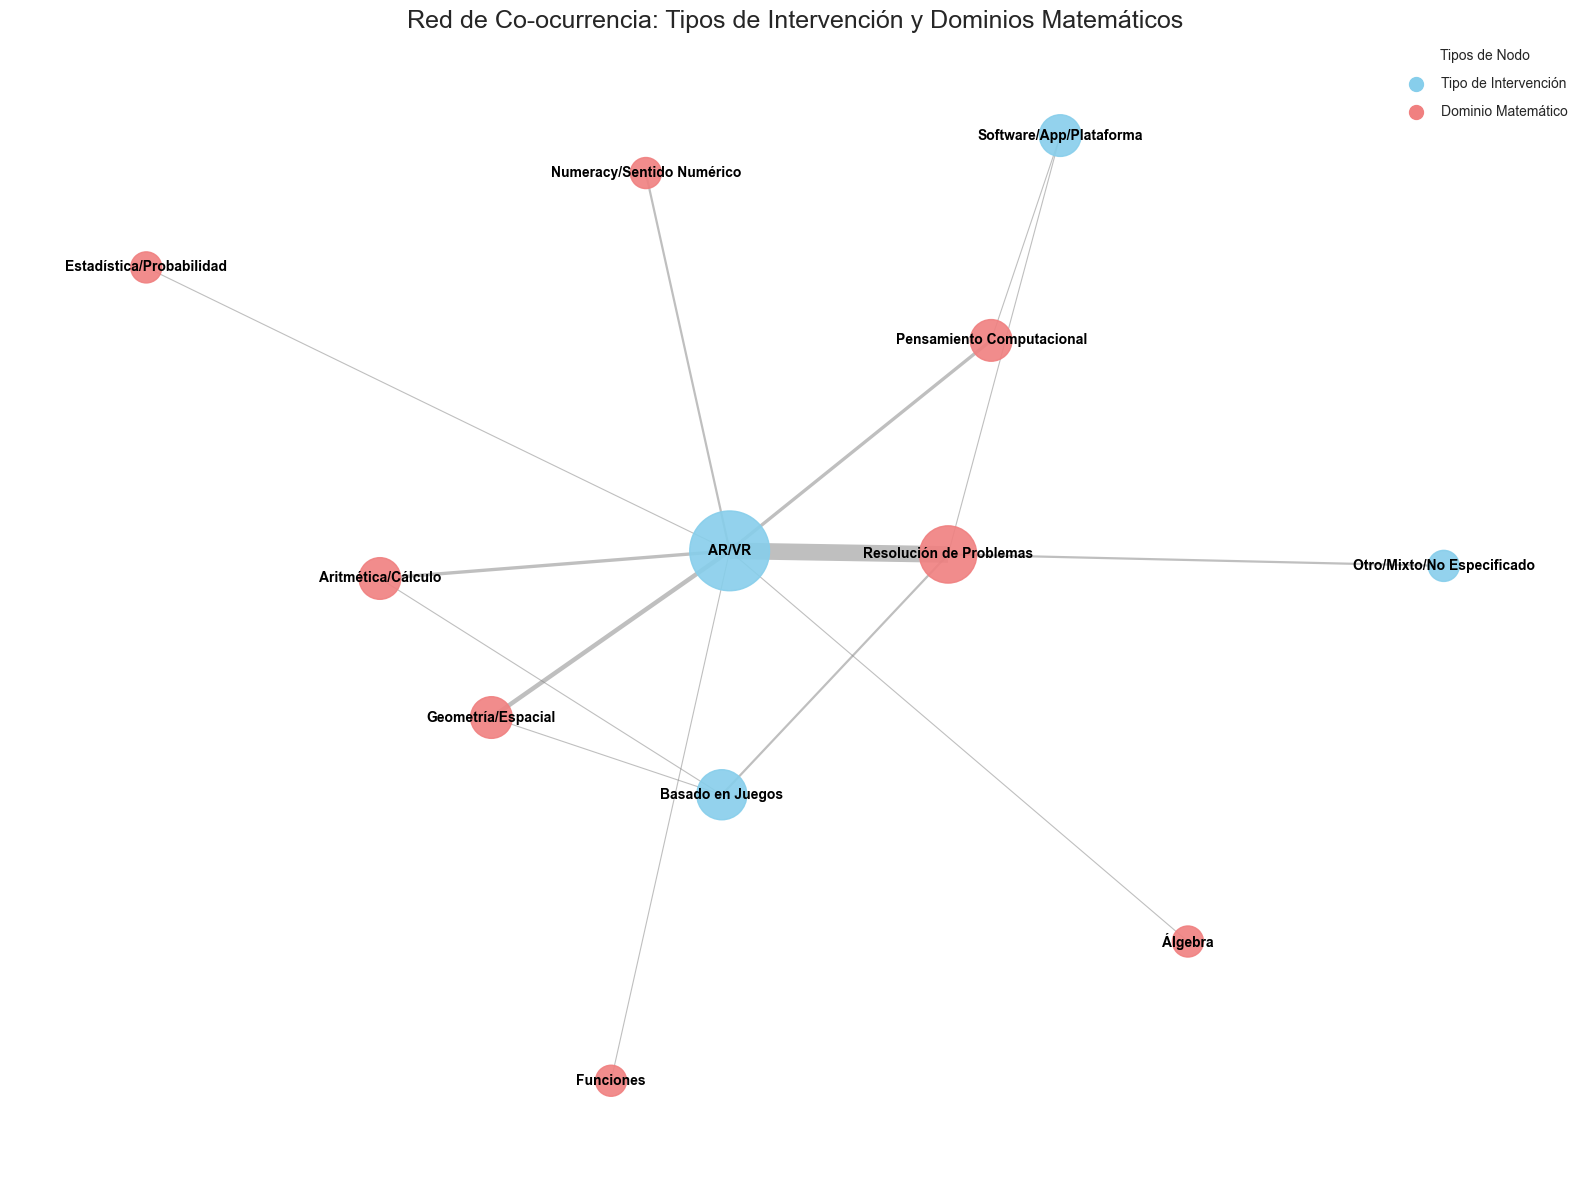 Red de Co-ocurrencia: Tipos de Intervención y Dominios Matemáticos
Tipos de Nodo
Tipo de Intervención
Dominio Matemático
Software/App/Plataforma
Numeracy/Sentido Numérico
Estadística/Probabilidad
Pensamiento Computacional
AR/VR
Resolución de Problemas
Otro/Mixto/No Especificado
Aritmética/Cálculo
Geometría/Espacial
Basado en Juegos
Álgebra
Funciones